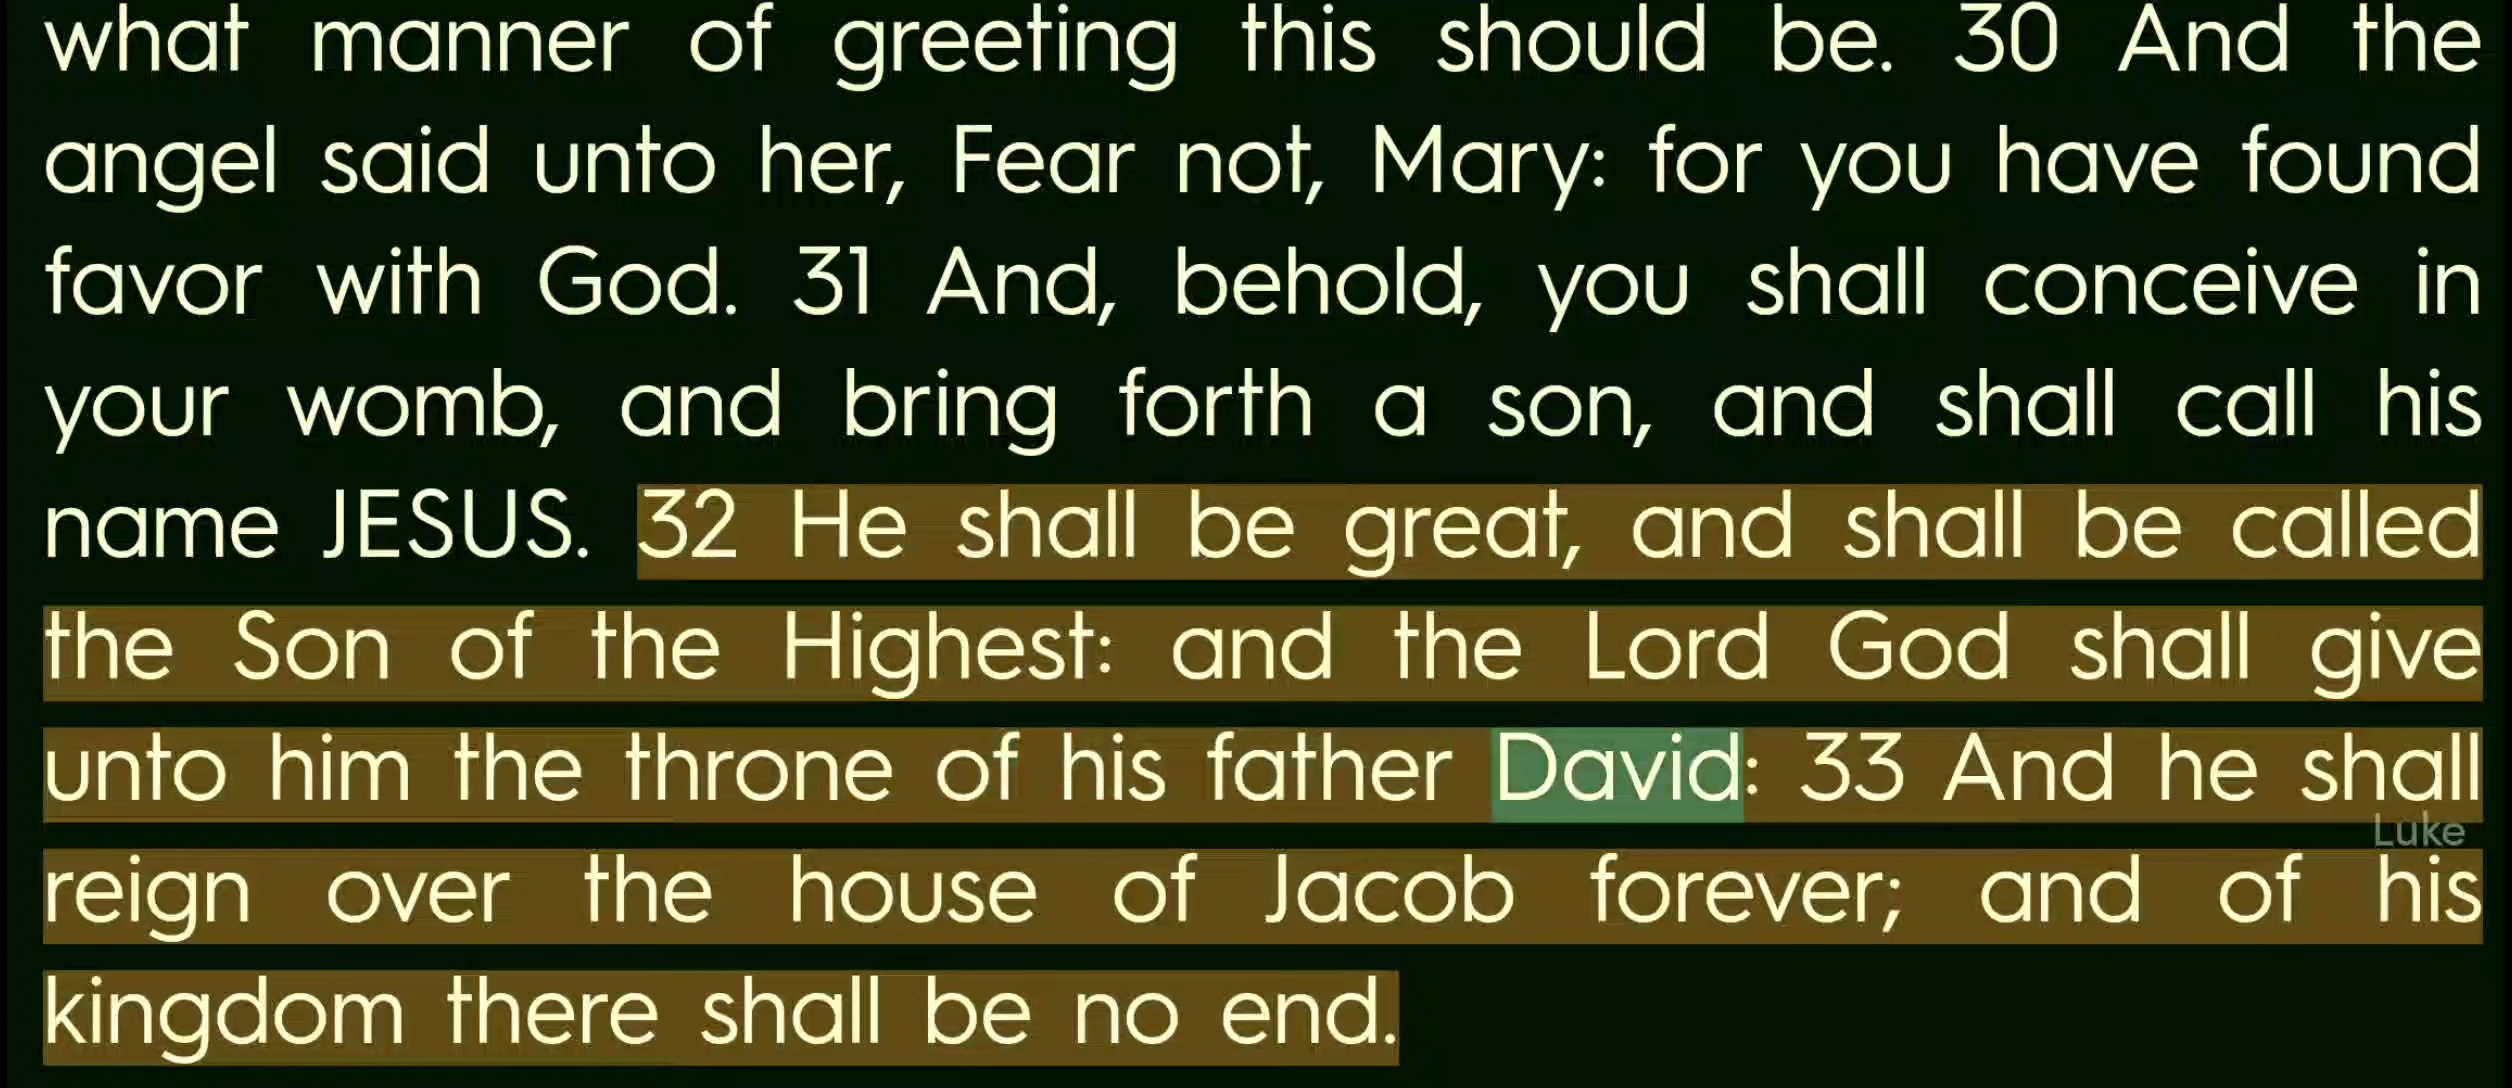 what manner of greeting this should be. 30 And the
angel said unto her, Fear not, Mary: for you have found
favor with God. 31 And, behold, you shall conceive in
your womb, and bring forth a son, and shall call his
name JESUS. 32 He shall be great, and shall be called
the Son of the Highest: and the Lord God shall give
unto him the throne of his father David: 33 And he shall
Luke
reign over the house of Jacob forever; and of his
kingdom there shall be no end.